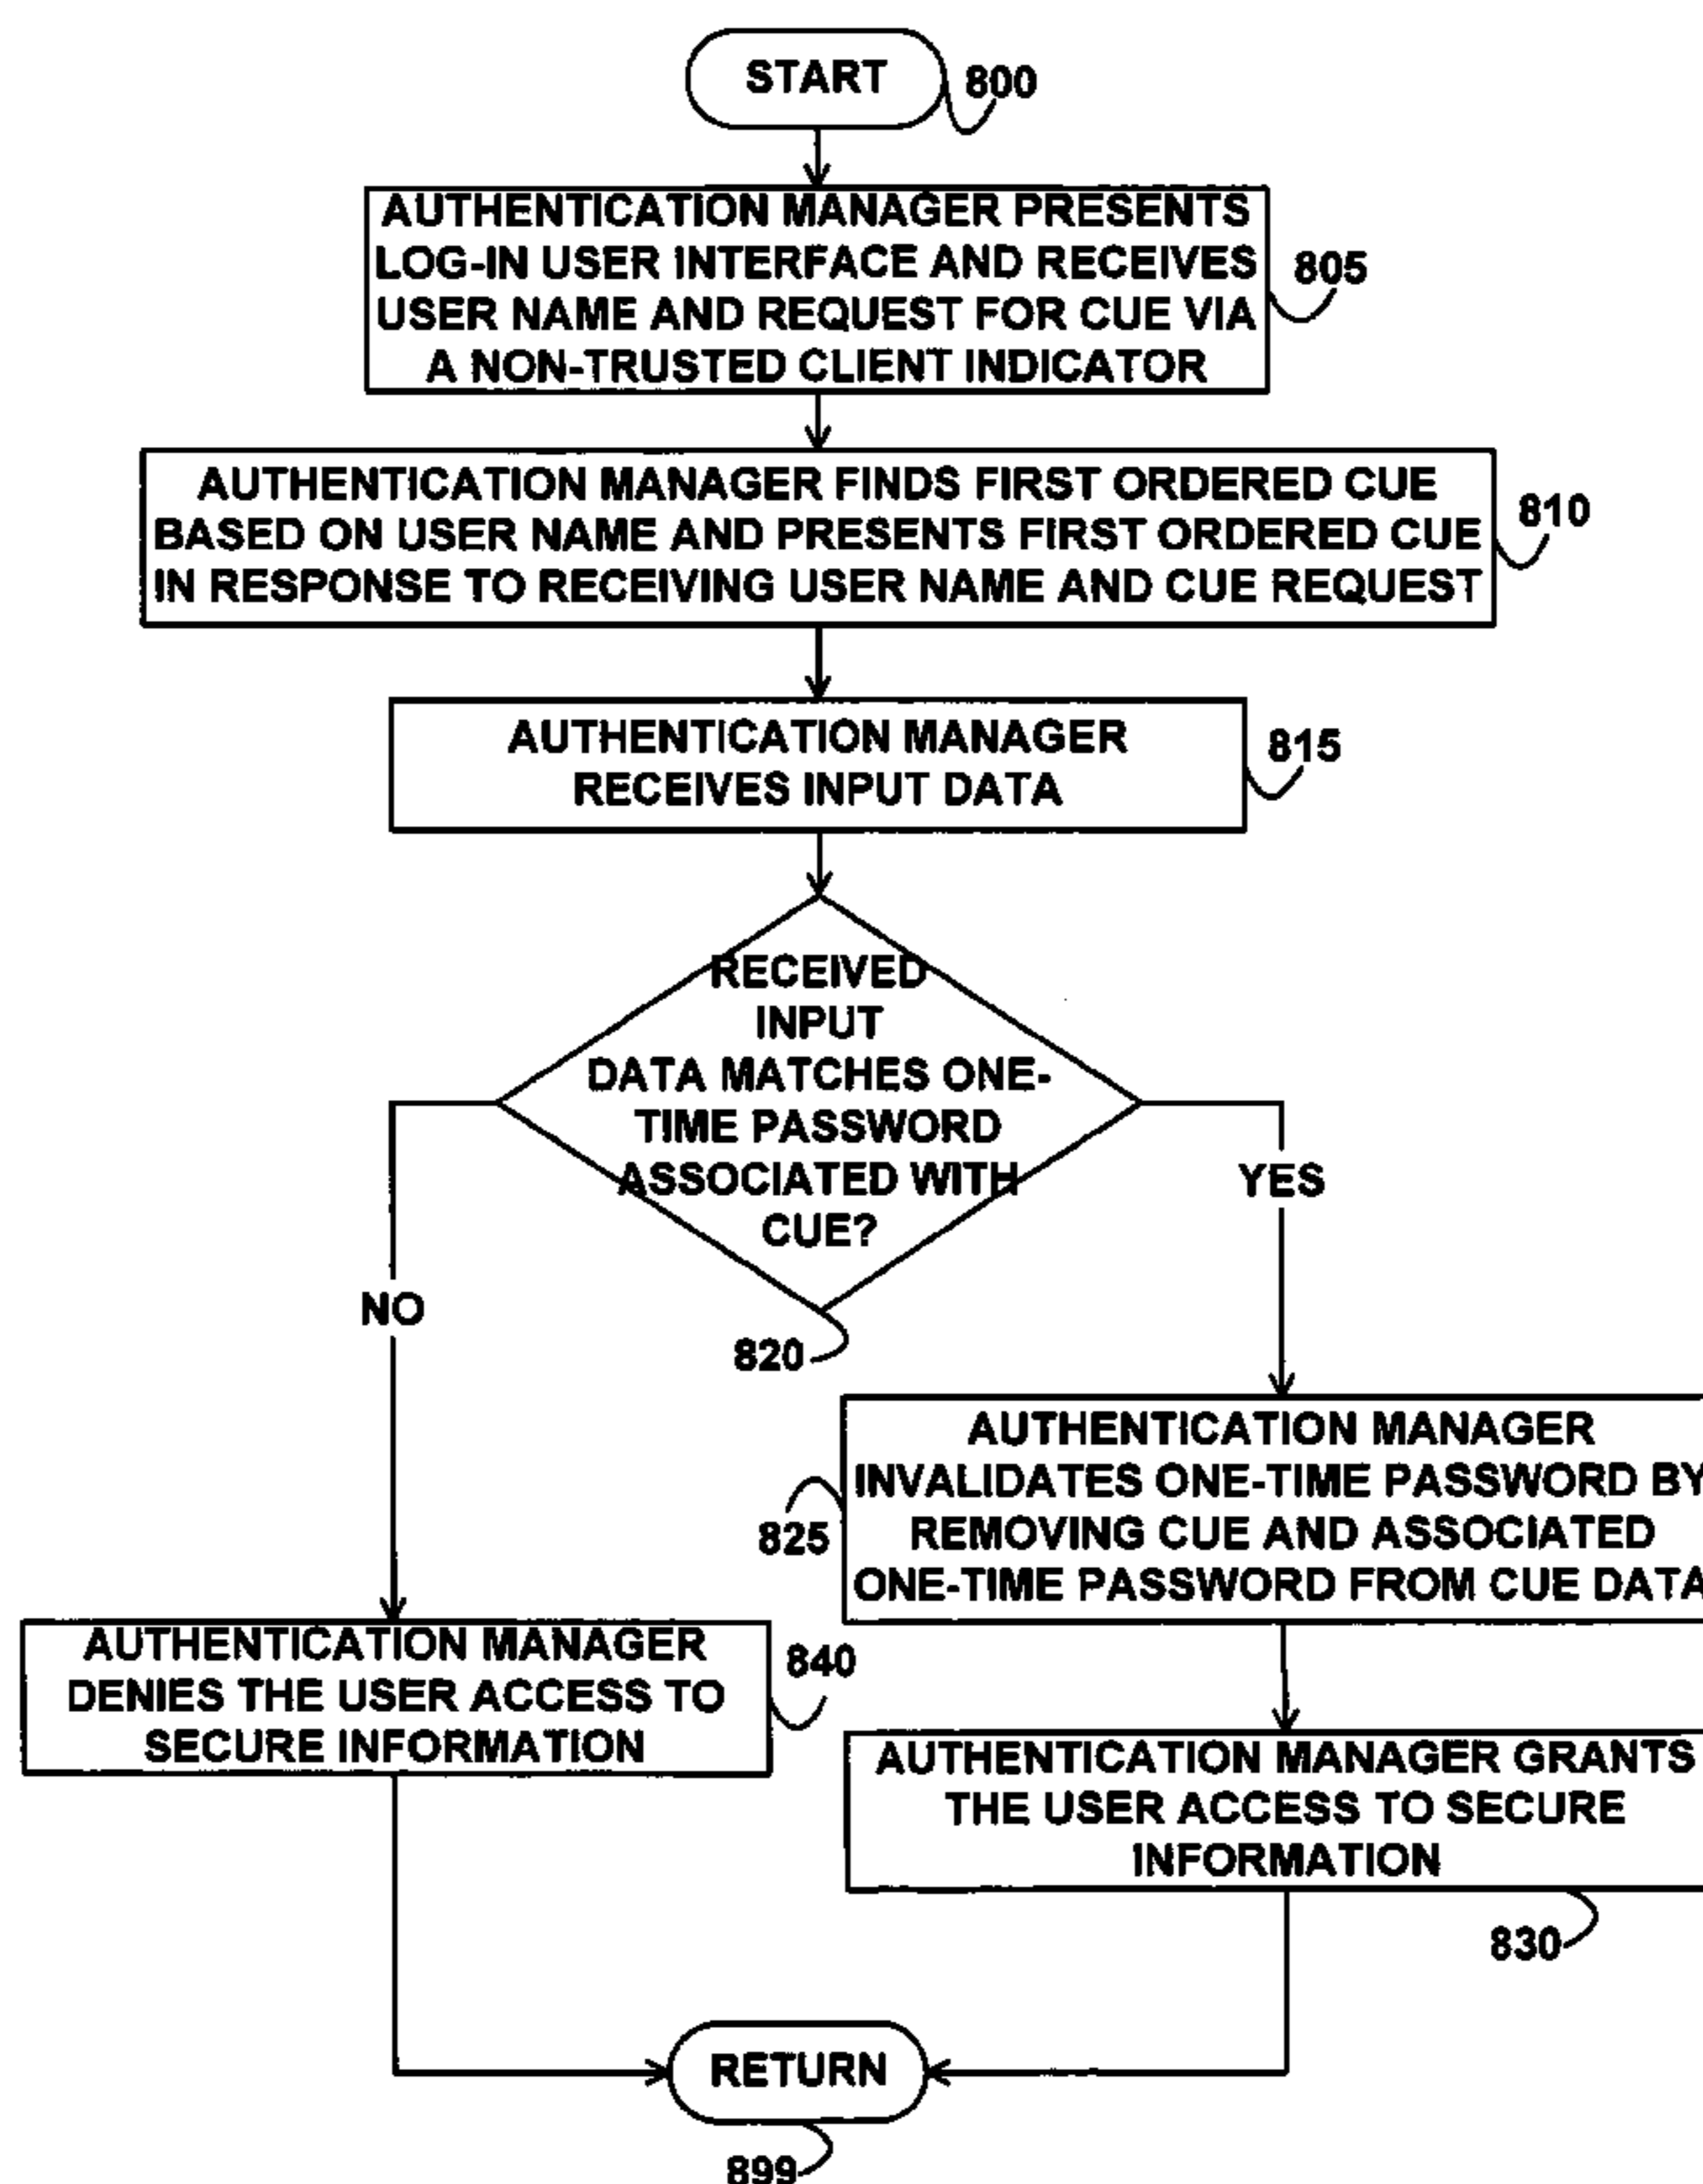 START
800
AUTHENTICATION MANAGER PRESENTS
LOG-IN USER INTERFACE AND RECEIVES
USER NAME AND REQUEST FOR CUE VIA
A NON-TRUSTED CLIENT INDICATOR
805
AUTHENTICATION MANAGER FINDS FIRST ORDERED CUE
BASED ON USER NAME AND PRESENTS FIRST ORDERED CUE
IN RESPONSE TO RECEIVING USER NAME AND CUE REQUEST
810
AUTHENTICATION MANAGER
RECEIVES INPUT DATA
815
RECEIVED
INPUT
DATA MATCHES ONE-
TIME PASSWORD
ASSOCIATED WITH
CUE?
820
NO
YES
AUTHENTICATION MANAGER
INVALIDATES ONE-TIME PASSWORD BY
REMOVING CUE AND ASSOCIATED
ONE-TIME PASSWORD FROM CUE DATA
825
AUTHENTICATION MANAGER
DENIES THE USER ACCESS TO
SECURE INFORMATION
840
AUTHENTICATION MANAGER GRANTS
THE USER ACCESS TO SECURE
INFORMATION
830
RETURN
899